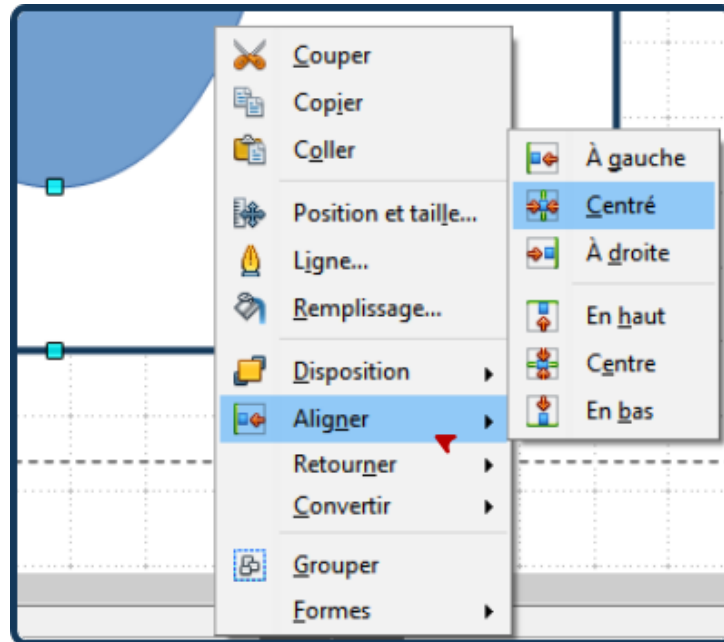 Couper
Copier
Coller
Position et taille...
Ligne...
Remplissage...
Disposition
Aligner
Retourner
Convertir
Grouper
Formes
À gauche
Centré
À droite
En haut
Centre
En bas